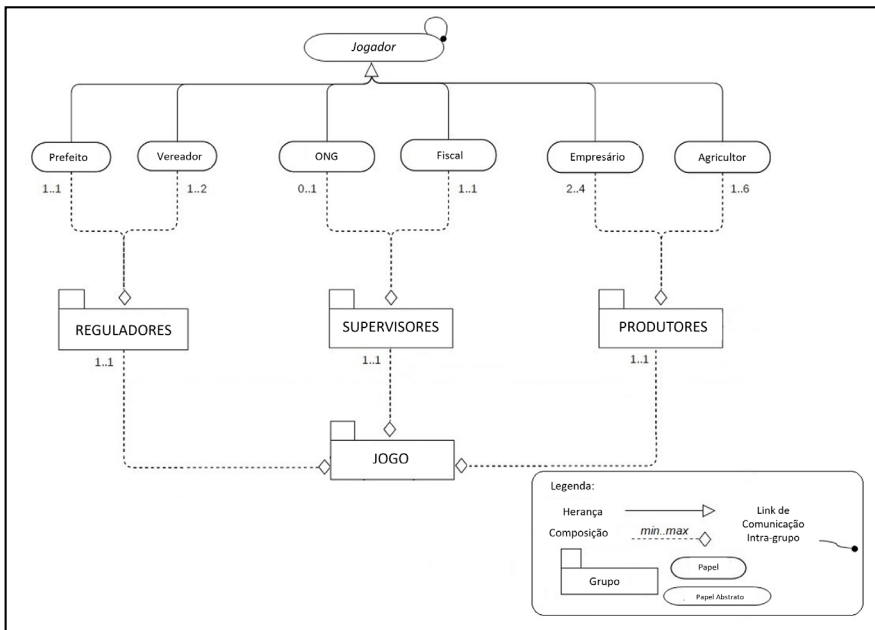 Jogador
Prefeito
Vereador
ONG
Fiscal
Empresário
Agricultor
1..1
1..2
0..1
1..1
2..4
1..6
REGULADORES
SUPERVISORES
PRODUTORES
1..1
1..1
1..1
JOGO
Legenda:
Herança
Composição
min..max
Link de
Comunicação
Intra-grupo
Grupo
Papel
Papel Abstrato